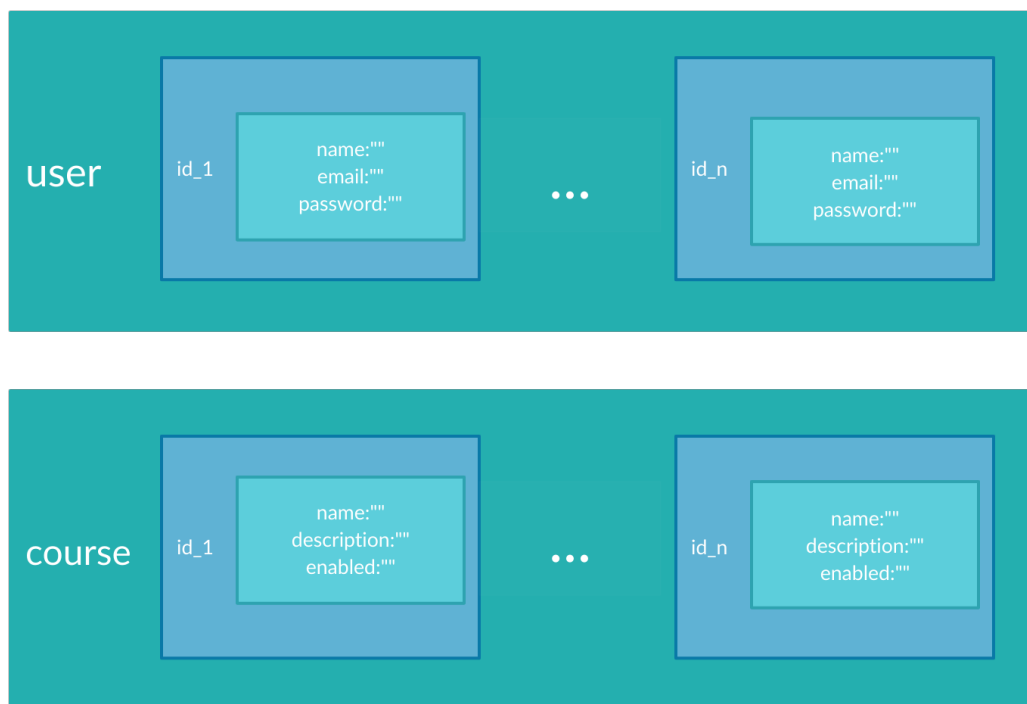 user
id_1
name:""
email:""
password:""
...
id_n
name:""
email:""
password:""
course
id_1
name:""
description:""
enabled:""
...
id_n
name:""
description:""
enabled:""